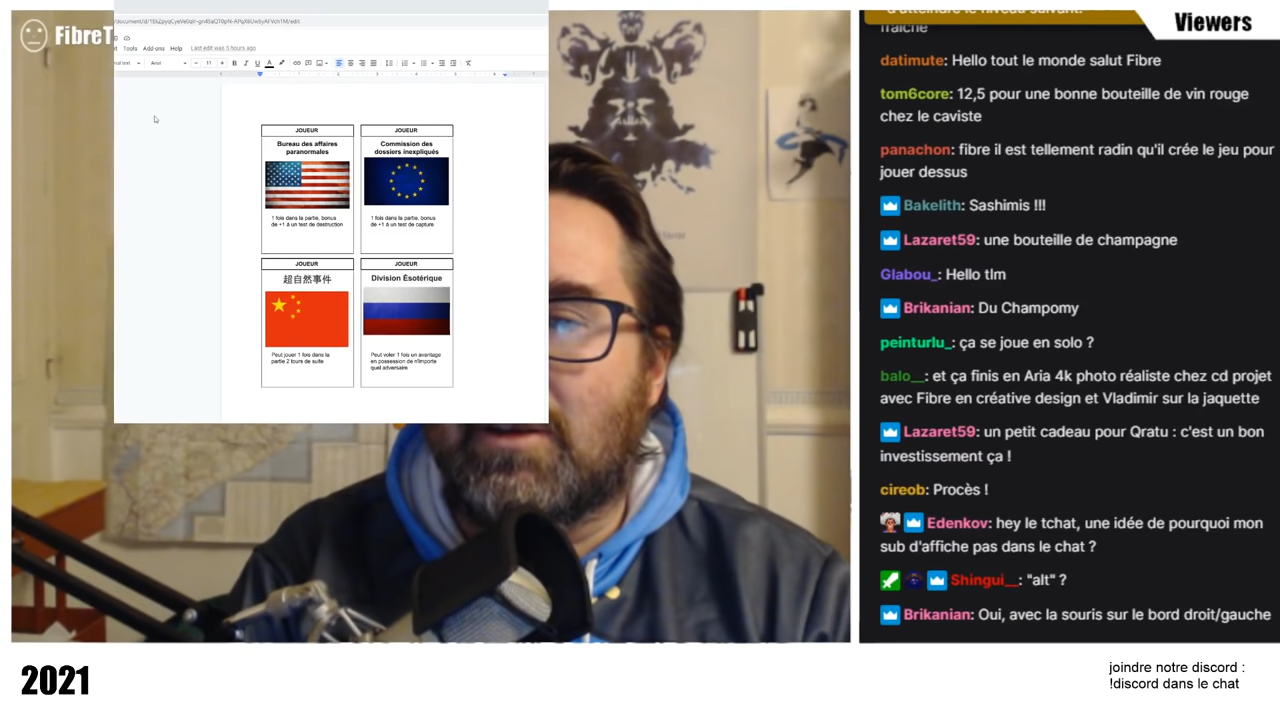 FibreT
/document/d/
Tools Add-ons Help Last edit was 5 hours ago
Arial 11 B I U A
JOUEUR
Bureau des affaires
paranormales
1 fois dans la partie, bonus
de +1 à un test de destruction
JOUEUR
Commission des
dossiers inexpliqués
1 fois dans la partie, bonus
de +1 à un test de capture
JOUEUR
超自然事件
Peut jouer 1 fois dans la
partie 2 tours de suite
JOUEUR
Division Ésotérique
Peut voler 1 fois un avantage
en possession de n'importe
quel adversaire
Viewers
d'atteindre le niveau suivant.
fraîche
datimute: Hello tout le monde salut Fibre
tom6core: 12,5 pour une bonne bouteille de vin rouge
chez le caviste
panachon: fibre il est tellement radin qu'il crée le jeu pour
jouer dessus
Bakelith: Sashimis !!!
Lazaret59: une bouteille de champagne
Glabou_: Hello tlm
Brikanian: Du Champomy
peinturlu_: ça se joue en solo ?
balo__: et ça finis en Aria 4k photo réaliste chez cd projet
avec Fibre en créative design et Vladimir sur la jaquette
Lazaret59: un petit cadeau pour Qratu : c'est un bon
investissement ça !
cireob: Procès !
Edenkov: hey le tchat, une idée de pourquoi mon
sub d'affiche pas dans le chat ?
Shingui__: "alt" ?
Brikanian: Oui, avec la souris sur le bord droit/gauche
2021
joindre notre discord :
!discord dans le chat